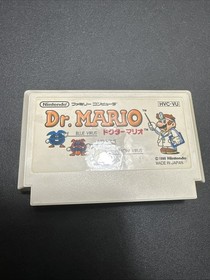 Nintendo ファミリー コンピュータ HVC-VU
DR. MARIO™
ドクターマリオ
BLUE VIRUS
© 1990 Nintendo
MADE IN JAPAN